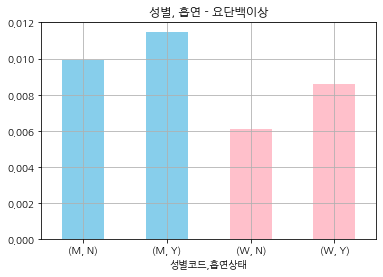 성별, 흡연 - 요단백이상
0,012
0,010
0,008
0,006
0,004
0,002
0,000
(M, N)
(M, Y)
(W, N)
(W, Y)
성별코드,흡연상태